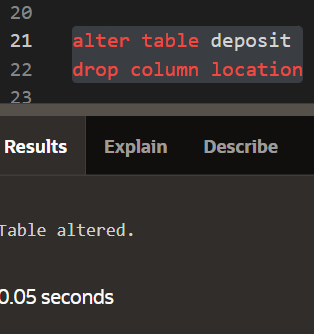 20
21 alter table deposit
22 drop column location
23
Results Explain Describe
Table altered.
0.05 seconds